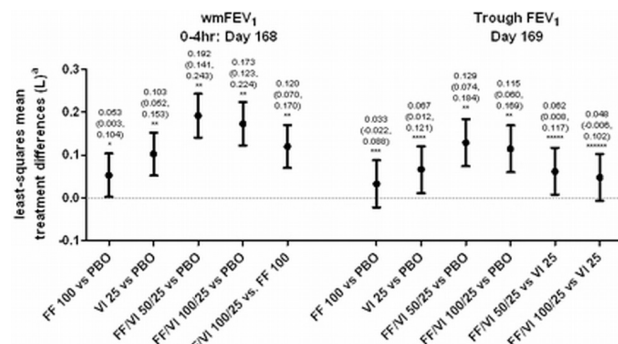 wmFEV1
0-4hr: Day 168
Trough FEV1
Day 169
least-squares mean
treatment differences (L)a
0.3
0.2
0.1
0.0
-0.1
0.053
(0.003,
0.104)
*
0.103
(0.052,
0.153)
**
0.192
(0.141,
0.243)
**
0.173
(0.123,
0.224)
**
0.120
(0.070,
0.170)
**
0.033
(-0.022,
0.088)
***
0.067
(0.012,
0.121)
****
0.129
(0.074,
0.184)
**
0.115
(0.060,
0.169)
**
0.062
(0.008,
0.117)
*****
0.048
(-0.006,
0.102)
******
FF 100 vs PBO
VI 25 vs PBO
FF/VI 50/25 vs PBO
FF/VI 100/25 vs PBO
F/VI 100/25 vs. FF 100
FF 100 vs PBO
VI 25 vs PBO
FF/VI 50/25 vs PBO
FF/VI 100/25 vs PBO
FF/VI 50/25 vs VI 25
F/VI 100/25 vs VI 25